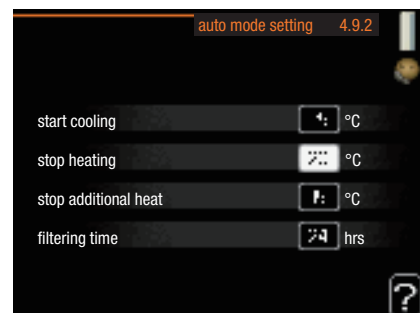 auto mode setting 4.9.2
start cooling °C
stop heating °C
stop additional heat °C
filtering time hrs
?